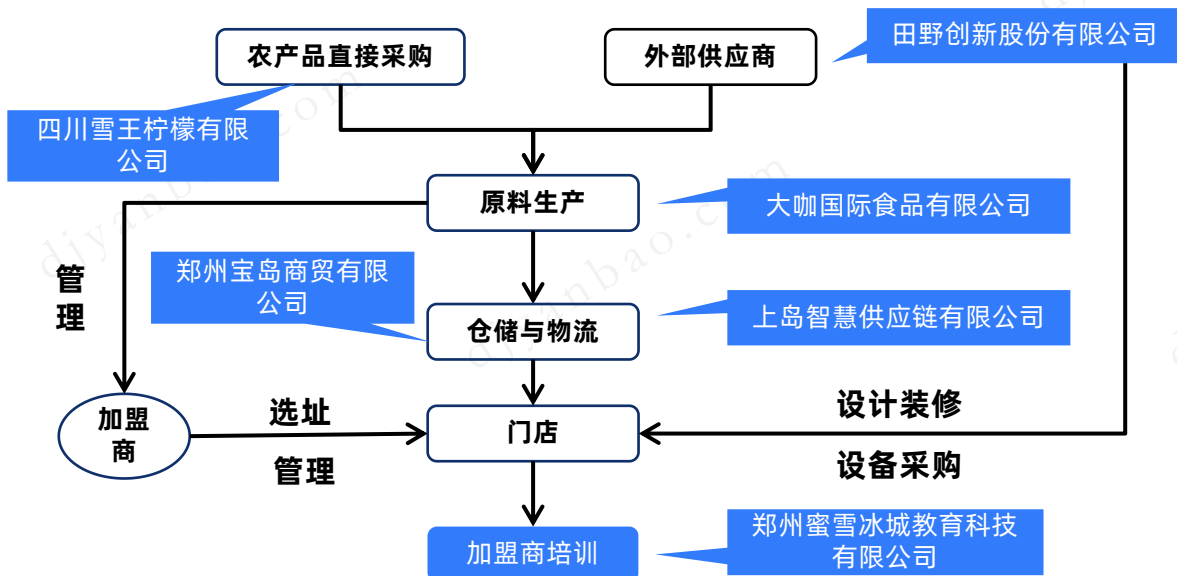 农产品直接采购
外部供应商
田野创新股份有限公司
四川雪王柠檬有限
公司
原料生产
大咖国际食品有限公司
管
理
郑州宝岛商贸有限
公司
仓储与物流
上岛智慧供应链有限公司
加盟
商
选址
管理
门店
设计装修
设备采购
加盟商培训
郑州蜜雪冰城教育科技
有限公司
djyanbao.com